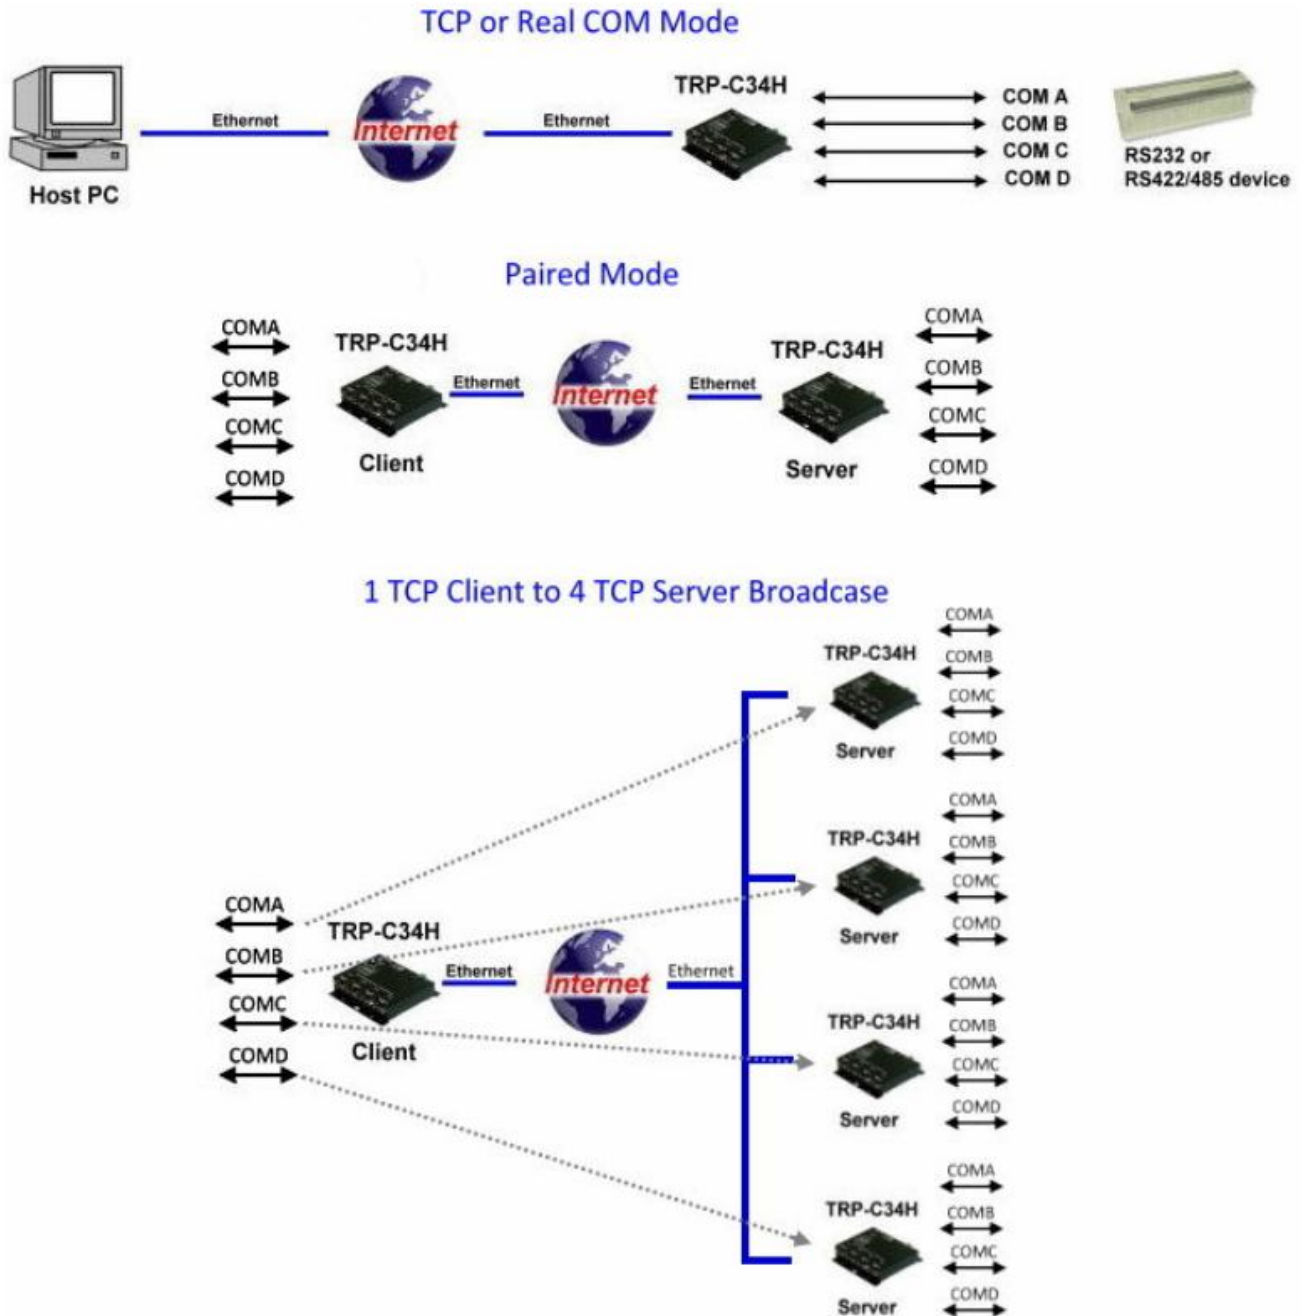 TCP or Real COM Mode
TRP-C34H
Ethernet
Internet
Ethernet
COM A
COM B
COM C
COM D
Host PC
RS232 or
RS422/485 device
Paired Mode
COMA
COMB
COMC
COMD
TRP-C34H
Client
Ethernet
Internet
Ethernet
TRP-C34H
Server
COMA
COMB
COMC
COMD
1 TCP Client to 4 TCP Server Broadcase
COMA
COMB
COMC
COMD
TRP-C34H
Client
Ethernet
Internet
Ethernet
TRP-C34H
Server
COMA
COMB
COMC
COMD
TRP-C34H
Server
COMA
COMB
COMC
COMD
TRP-C34H
Server
COMA
COMB
COMC
COMD
TRP-C34H
Server
COMA
COMB
COMC
COMD